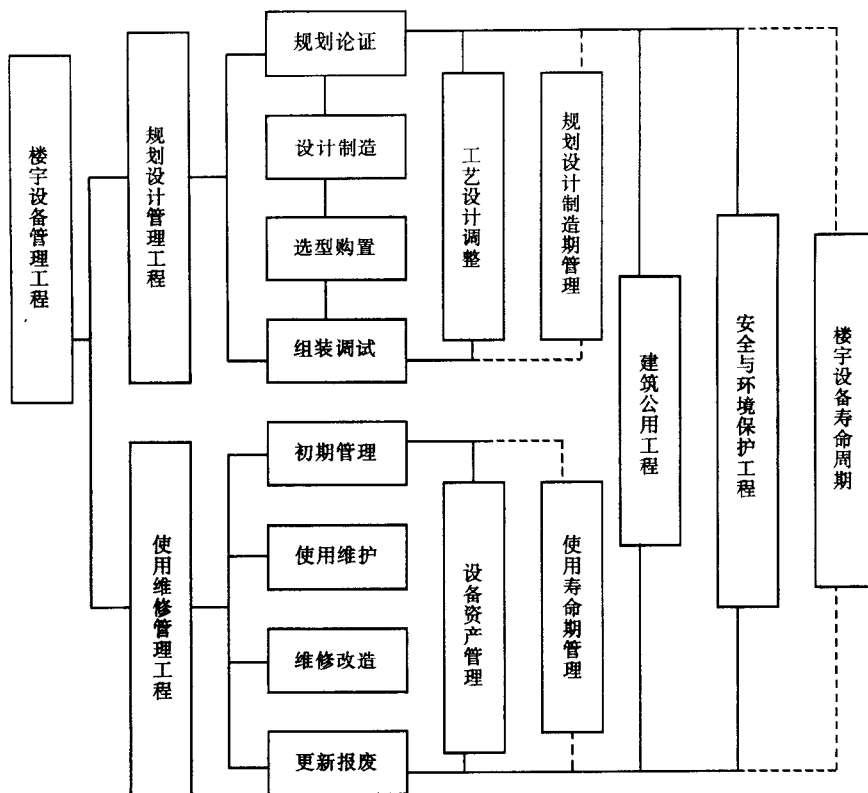 楼宇设备管理工程
规划设计管理工程
规划论证
设计制造
选型购置
组装调试
工艺设计调整
规划设计制造期管理
建筑公用工程
安全与环境保护工程
楼宇设备寿命周期
使用维修管理工程
初期管理
使用维护
维修改造
更新报废
设备资产管理
使用寿命期管理